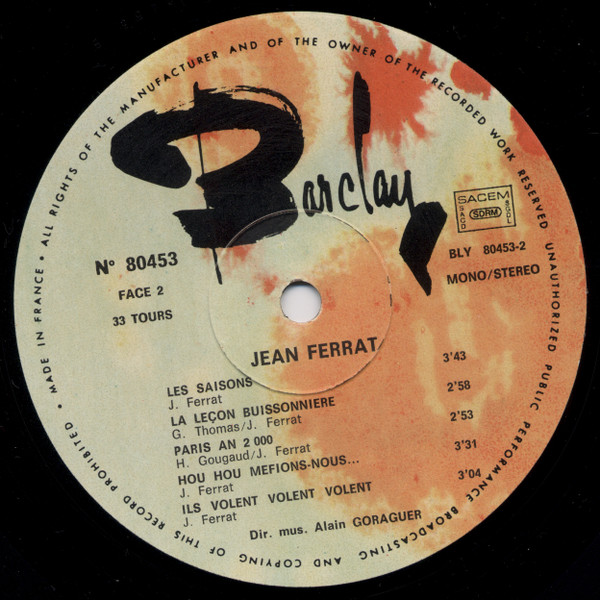 MADE IN FRANCE • ALL RIGHTS OF THE MANUFACTURER AND OF THE OWNER OF THE RECORDED WORK RESERVED UNAUTHORIZED PUBLIC PERFORMANCE BROADCASTING AND COPYING OF THIS RECORD PROHIBITED •
Barclay
SACEM
SACD
SDRM
SGDL
N° 80453
BLY 80453-2
FACE 2
MONO/STEREO
33 TOURS
JEAN FERRAT
LES SAISONS 3'43
J. Ferrat
LA LEÇON BUISSONNIERE 2'58
G. Thomas/J. Ferrat
PARIS AN 2 000 2'53
H. Gougaud/J. Ferrat
HOU HOU MEFIONS-NOUS... 3'31
J. Ferrat
ILS VOLENT VOLENT VOLENT 3'04
J. Ferrat
Dir. mus. Alain GORAGUER